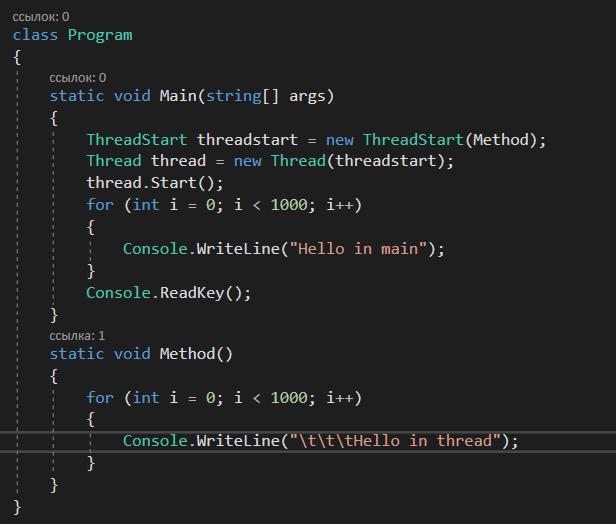 ссылок: 0
class Program
{
ссылок: 0
static void Main(string[] args)
{
ThreadStart threadstart = new ThreadStart(Method);
Thread thread = new Thread(threadstart);
thread.Start();
for (int i = 0; i < 1000; i++)
{
Console.WriteLine("Hello in main");
}
Console.ReadKey();
}
ссылка: 1
static void Method()
{
for (int i = 0; i < 1000; i++)
{
Console.WriteLine("\t\t\tHello in thread");
}
}
}